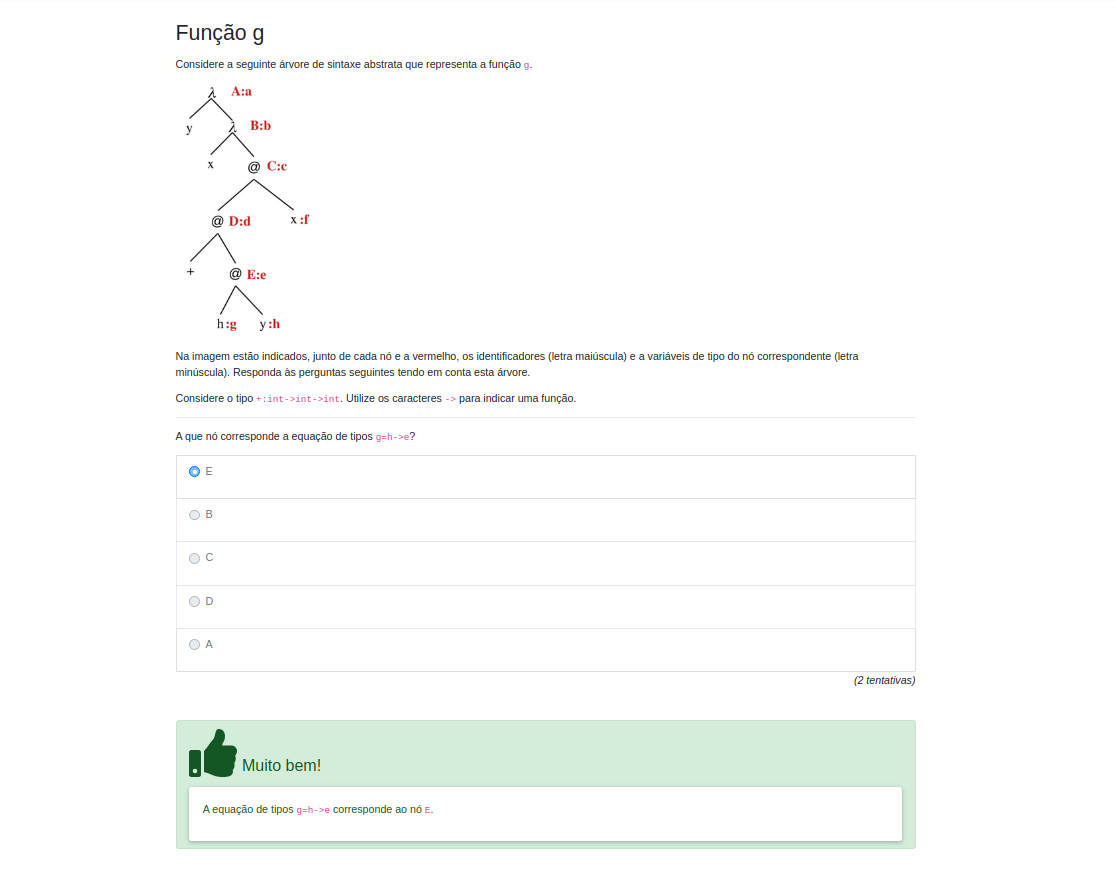 Função g
Considere a seguinte árvore de sintaxe abstrata que representa a função g.
λ A:a
y λ B:b
x @ C:c
@ D:d x :f
+ @ E:e
h :g y :h
Na imagem estão indicados, junto de cada nó e a vermelho, os identificadores (letra maiúscula) e a variáveis de tipo do nó correspondente (letra
minúscula). Responda às perguntas seguintes tendo em conta esta árvore.
Considere o tipo +:int->int->int. Utilize os caracteres -> para indicar uma função.
A que nó corresponde a equação de tipos g=h->e?
E
B
C
D
A
(2 tentativas)
Muito bem!
A equação de tipos g=h->e corresponde ao nó E.